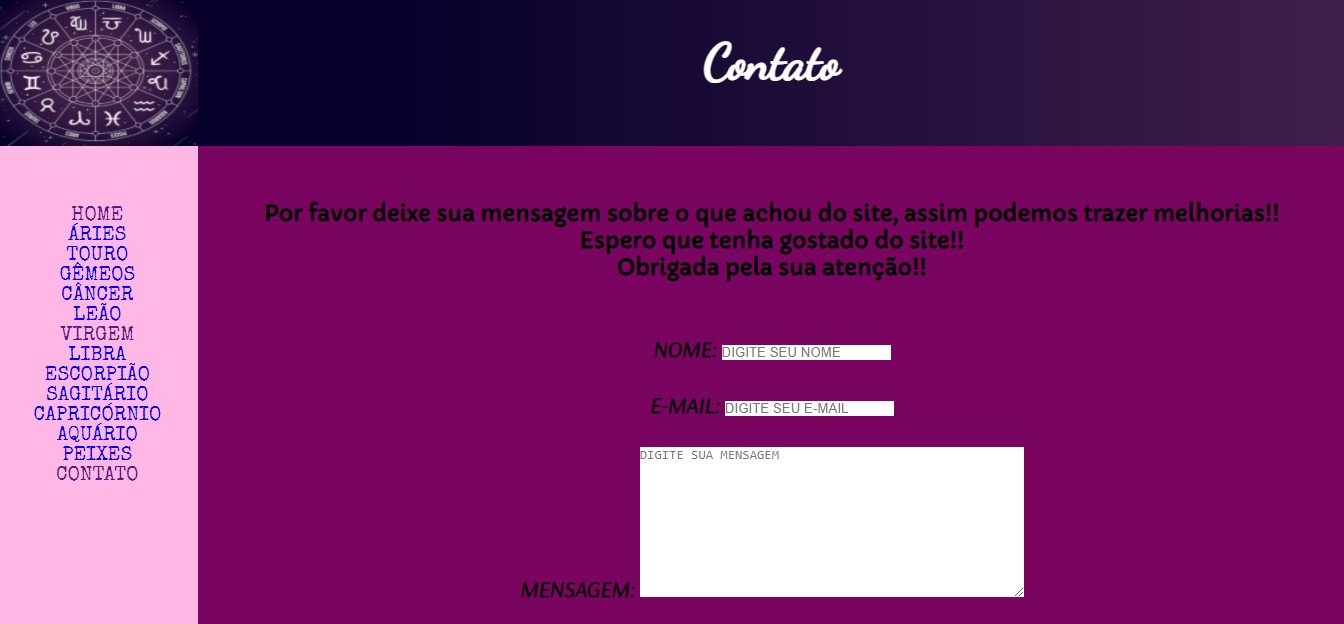 Contato
HOME
ÁRIES
TOURO
GÊMEOS
CÂNCER
LEÃO
VIRGEM
LIBRA
ESCORPIÃO
SAGITÁRIO
CAPRICÓRNIO
AQUÁRIO
PEIXES
CONTATO
Por favor deixe sua mensagem sobre o que achou do site, assim podemos trazer melhorias!!
Espero que tenha gostado do site!!
Obrigada pela sua atenção!!
NOME: DIGITE SEU NOME
E-MAIL: DIGITE SEU E-MAIL
DIGITE SUA MENSAGEM
MENSAGEM: